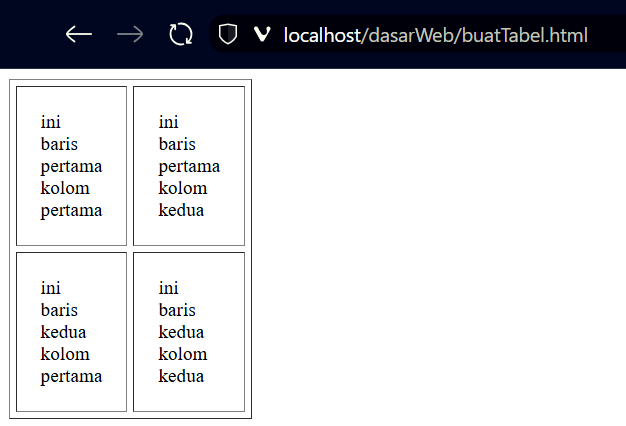 localhost/dasarWeb/buatTabel.html
ini
baris
pertama
kolom
pertama
ini
baris
pertama
kolom
kedua
ini
baris
kedua
kolom
pertama
ini
baris
kedua
kolom
kedua